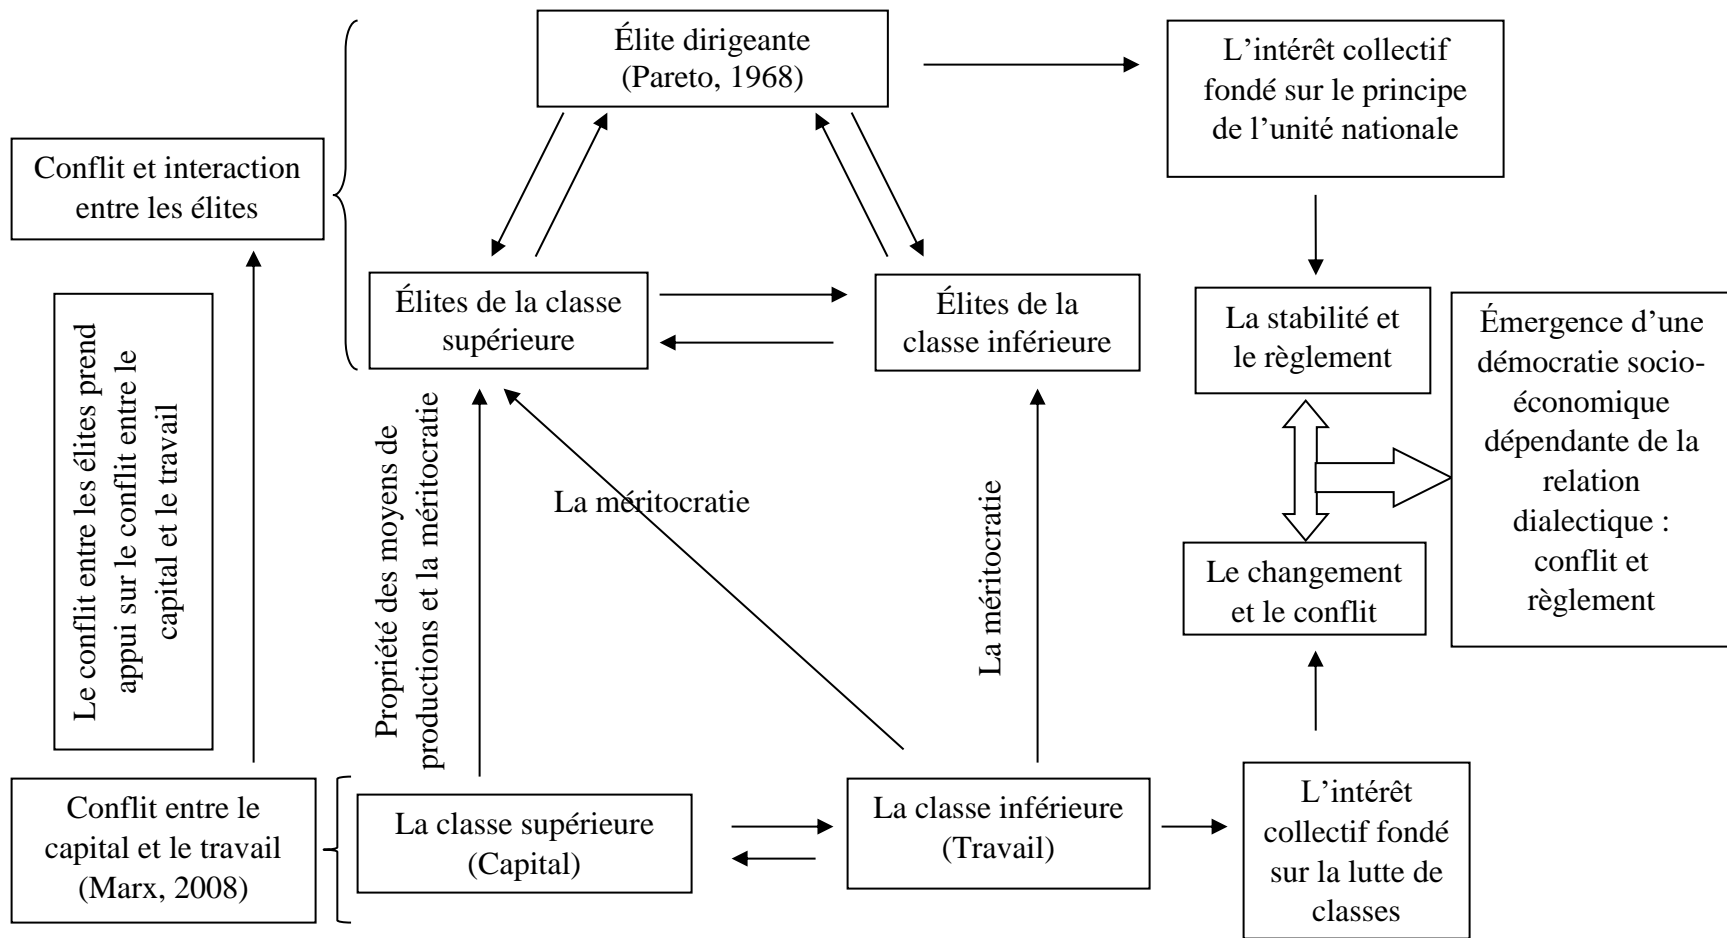 Élite dirigeante
(Pareto, 1968)
L’intérêt collectif
fondé sur le principe
de l’unité nationale
Conflit et interaction
entre les élites
Élites de la classe
supérieure
Élites de la
classe inférieure
La stabilité et
le règlement
Émergence d’une
démocratie socio-
économique
dépendante de la
relation
dialectique :
conflit et
règlement
Le conflit entre les élites prend
appui sur le conflit entre le
capital et le travail
Propriété des moyens de
productions et la méritocratie
La méritocratie
La méritocratie
Le changement
et le conflit
Conflit entre le
capital et le travail
(Marx, 2008)
La classe supérieure
(Capital)
La classe inférieure
(Travail)
L’intérêt
collectif fondé
sur la lutte de
classes